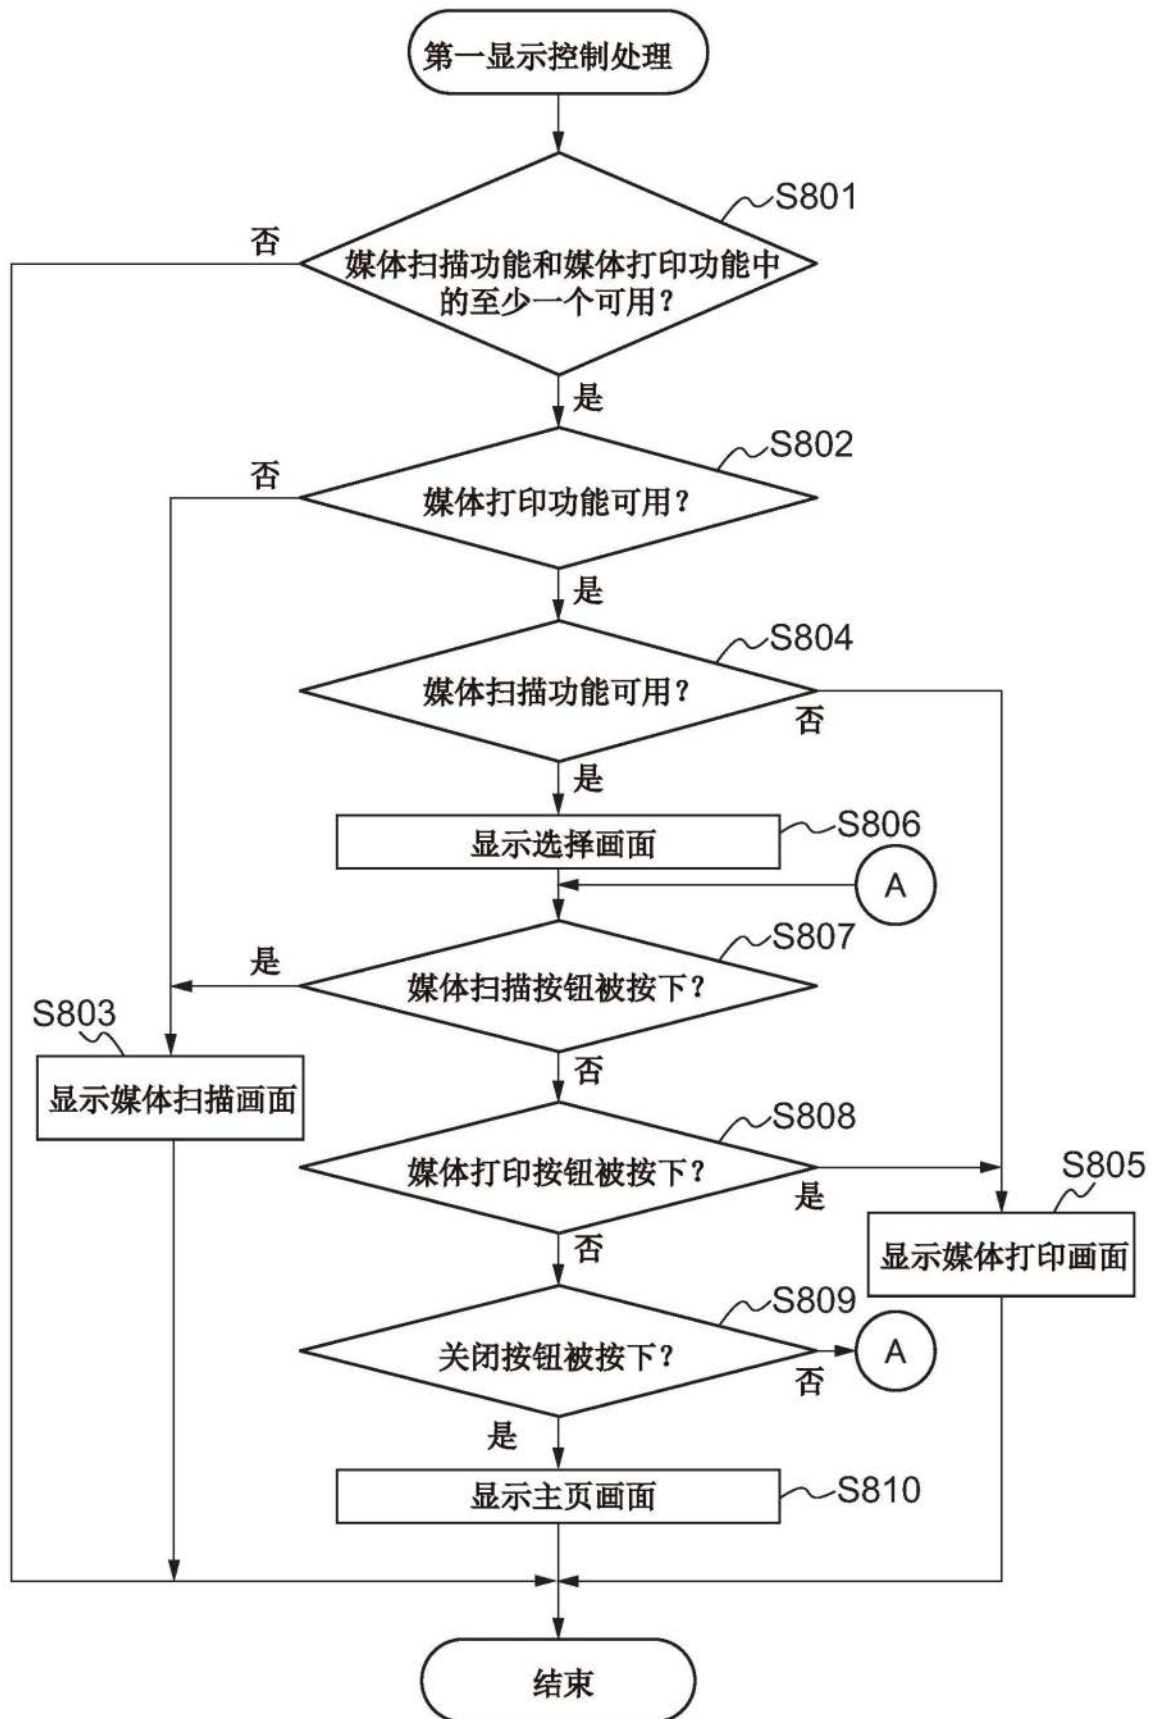 第一显示控制处理
S801
否
媒体扫描功能和媒体打印功能中
的至少一个可用？
是
S802
否
媒体打印功能可用？
是
S804
媒体扫描功能可用？
否
是
S806
显示选择画面
A
S807
是
媒体扫描按钮被按下？
S803
否
显示媒体扫描画面
S808
媒体打印按钮被按下？
是
S805
否
显示媒体打印画面
S809
关闭按钮被按下？
A
否
是
S810
显示主页画面
结束